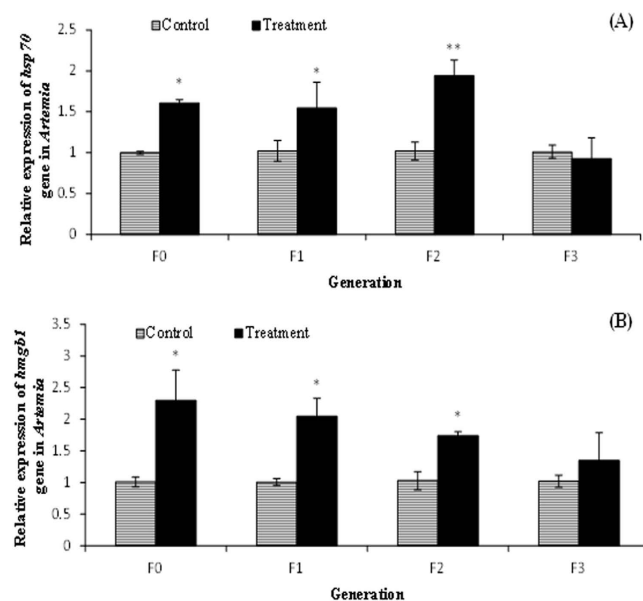 (A)
Control
Treatment
Relative expression of hsp 70
gene in Artemia
2.5
2
1.5
1
0.5
0
*
*
**
F0
F1
F2
F3
Generation
(B)
Control
Treatment
Relative expression of hmgb1
gene in Artemia
3.5
3
2.5
2
1.5
1
0.5
0
*
*
*
F0
F1
F2
F3
Generation